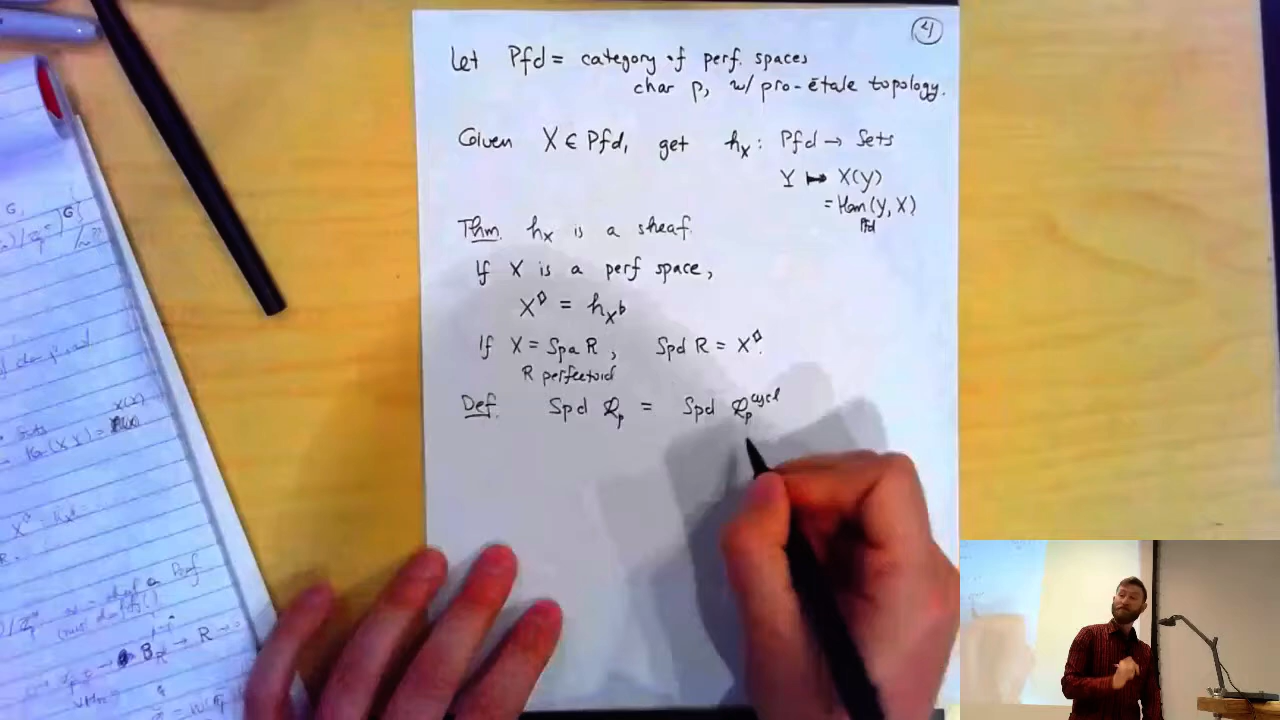 4
Let Pfd = category of perf. spaces
char p, w/ pro-étale topology.
Given X ∈ Pfd, get h_X : Pfd → Sets
Y ↦ X(Y)
= Hom_Pfd(Y, X)
Thm. h_X is a sheaf.
If X is a perf space,
X^◊ = h_{X^♭}
If X = Spa R, Spd R = X^◊.
R perfectoid
Def. Spd Q_p = Spd Q_p^cycl